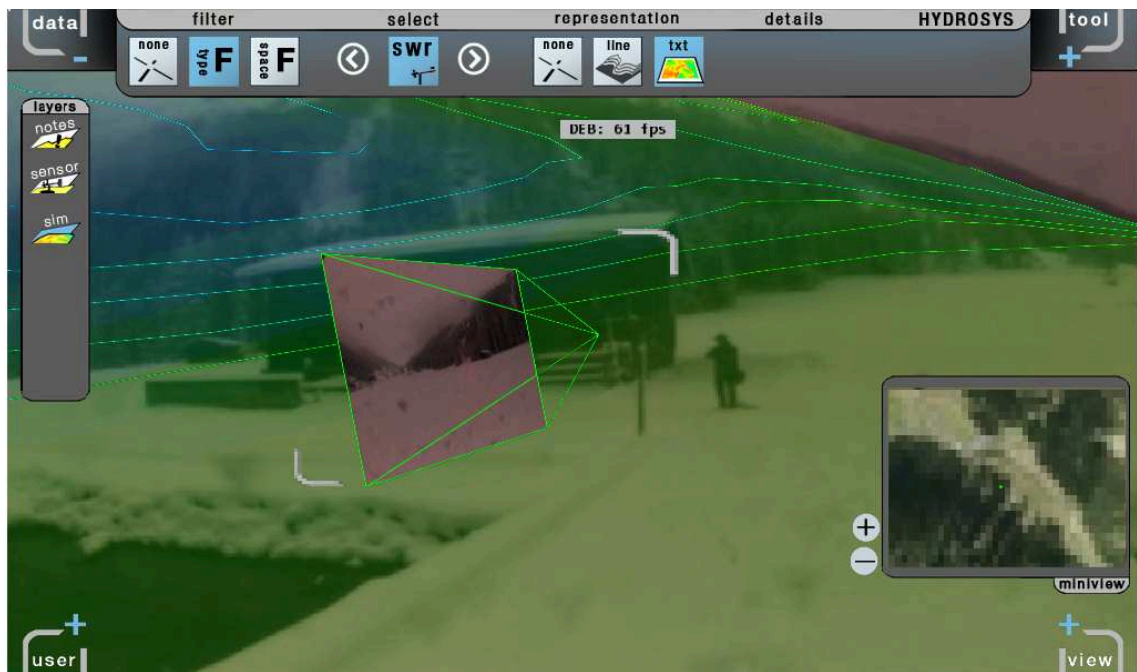 data
filter select representation details HYDROSYS
tool
none
type F
space F
swr
none
line
txt
layers
notes
sensor
sim
DEB: 61 fps
miniview
user
view